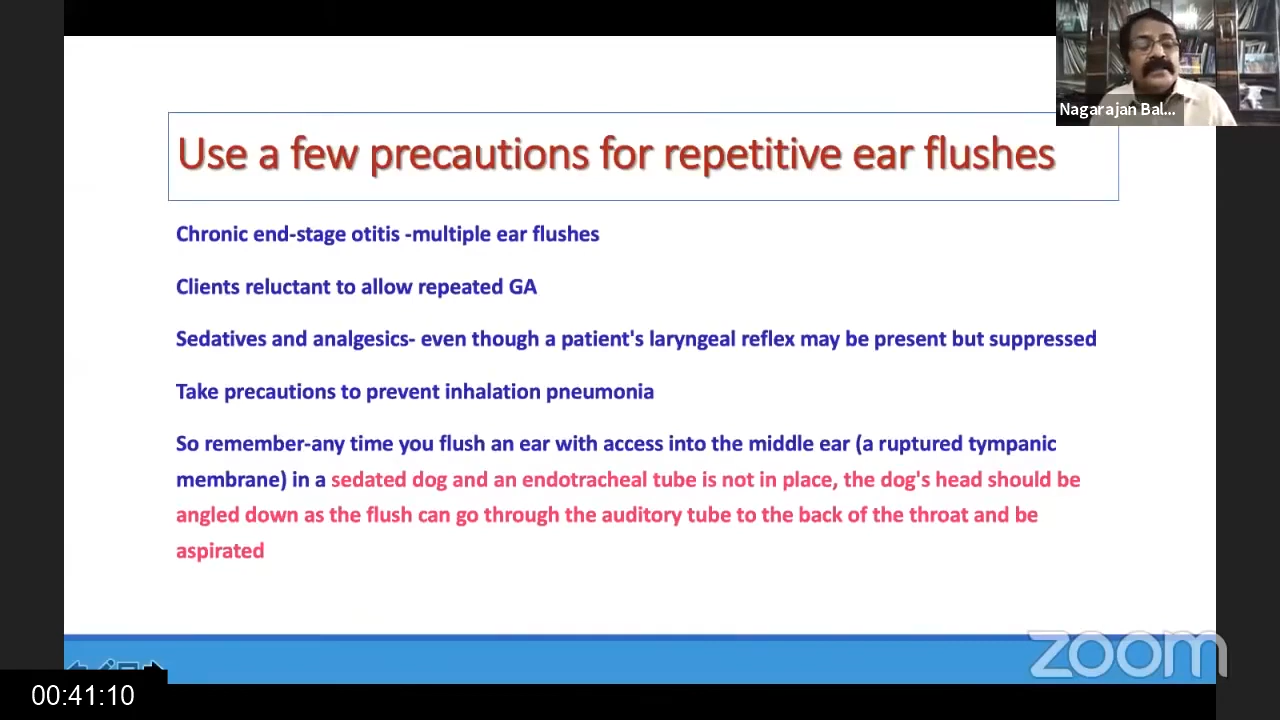 Nagarajan Bal...
Use a few precautions for repetitive ear flushes
Chronic end-stage otitis -multiple ear flushes
Clients reluctant to allow repeated GA
Sedatives and analgesics- even though a patient's laryngeal reflex may be present but suppressed
Take precautions to prevent inhalation pneumonia
So remember-any time you flush an ear with access into the middle ear (a ruptured tympanic
membrane) in a sedated dog and an endotracheal tube is not in place, the dog's head should be
angled down as the flush can go through the auditory tube to the back of the throat and be
aspirated
zoom
00:41:10